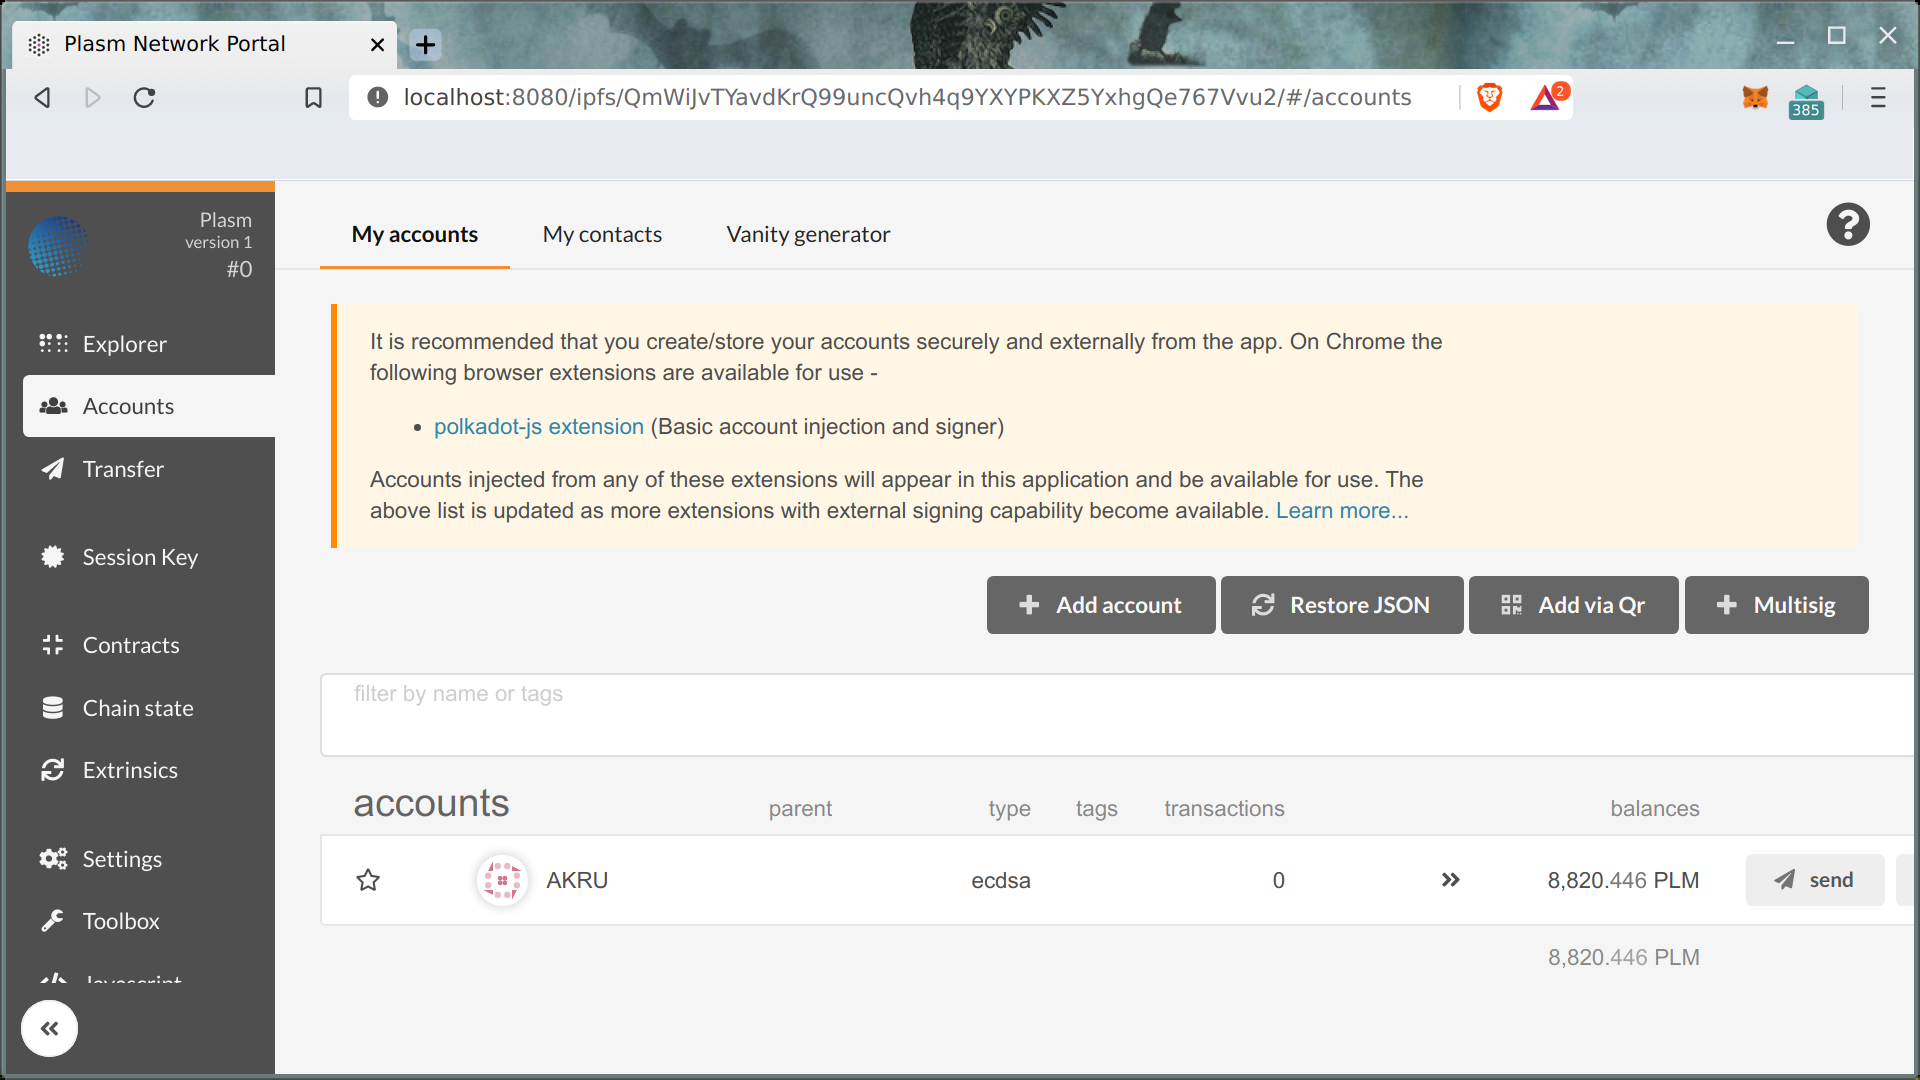 Plasm Network Portal
localhost:8080/ipfs/QmWiJvTYavdKrQ99uncQvh4q9YXYPKXZ5YxhgQe767Vvu2/#/accounts
2
385
Plasm
version 1
#0
Explorer
Accounts
Transfer
Session Key
Contracts
Chain state
Extrinsics
Settings
Toolbox
Javascript
My accounts My contacts Vanity generator
It is recommended that you create/store your accounts securely and externally from the app. On Chrome the
following browser extensions are available for use -
• polkadot-js extension (Basic account injection and signer)
Accounts injected from any of these extensions will appear in this application and be available for use. The
above list is updated as more extensions with external signing capability become available. Learn more...
Add account Restore JSON Add via Qr Multisig
filter by name or tags
accounts parent type tags transactions balances
AKRU ecdsa 0 8,820.446 PLM send
8,820.446 PLM